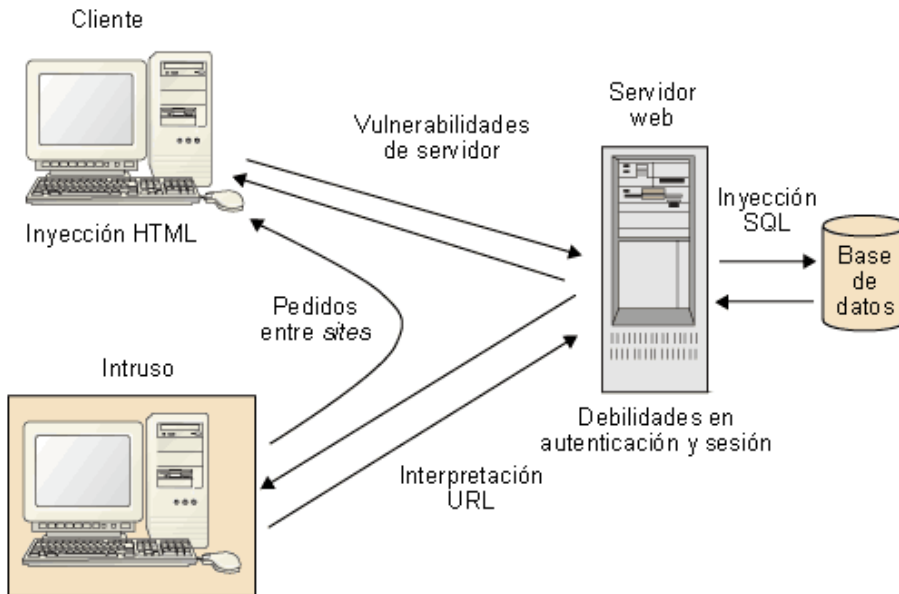 Cliente
Servidor
web
Vulnerabilidades
de servidor
Inyección
SQL
Inyección HTML
Base
de
datos
Pedidos
entre sites
Intruso
Debilidades en
autenticación y sesión
Interpretación
URL